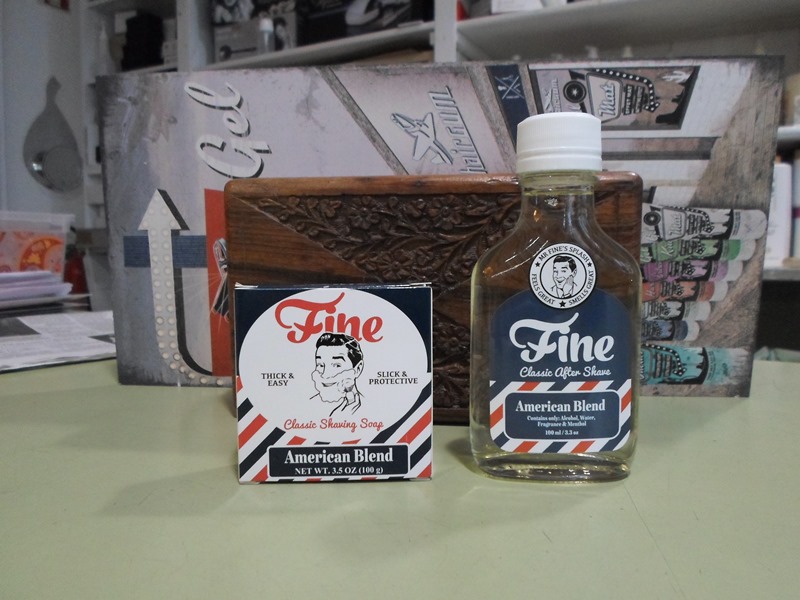 Gel
Hairgum
Fine
THICK &
EASY
SLICK &
PROTECTIVE
Classic Shaving Soap
American Blend
NET WT. 3.5 OZ (100 g)
MR FINE'S SPLASH
FEELS GREAT
SMELLS GREAT
Fine
Classic After Shave
American Blend
Contains only: Alcohol, Water,
Fragrance & Menthol
100 ml / 3.3 oz